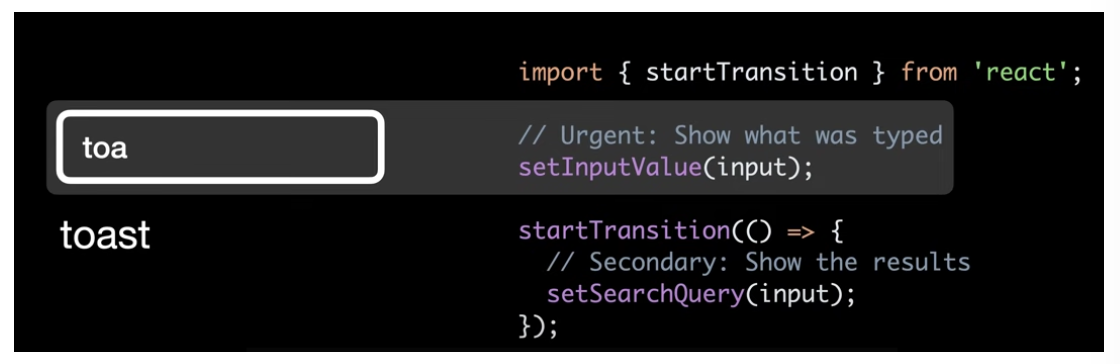 import { startTransition } from 'react';
toa
// Urgent: Show what was typed
setInputValue(input);
toast
startTransition(() => {
// Secondary: Show the results
setSearchQuery(input);
});